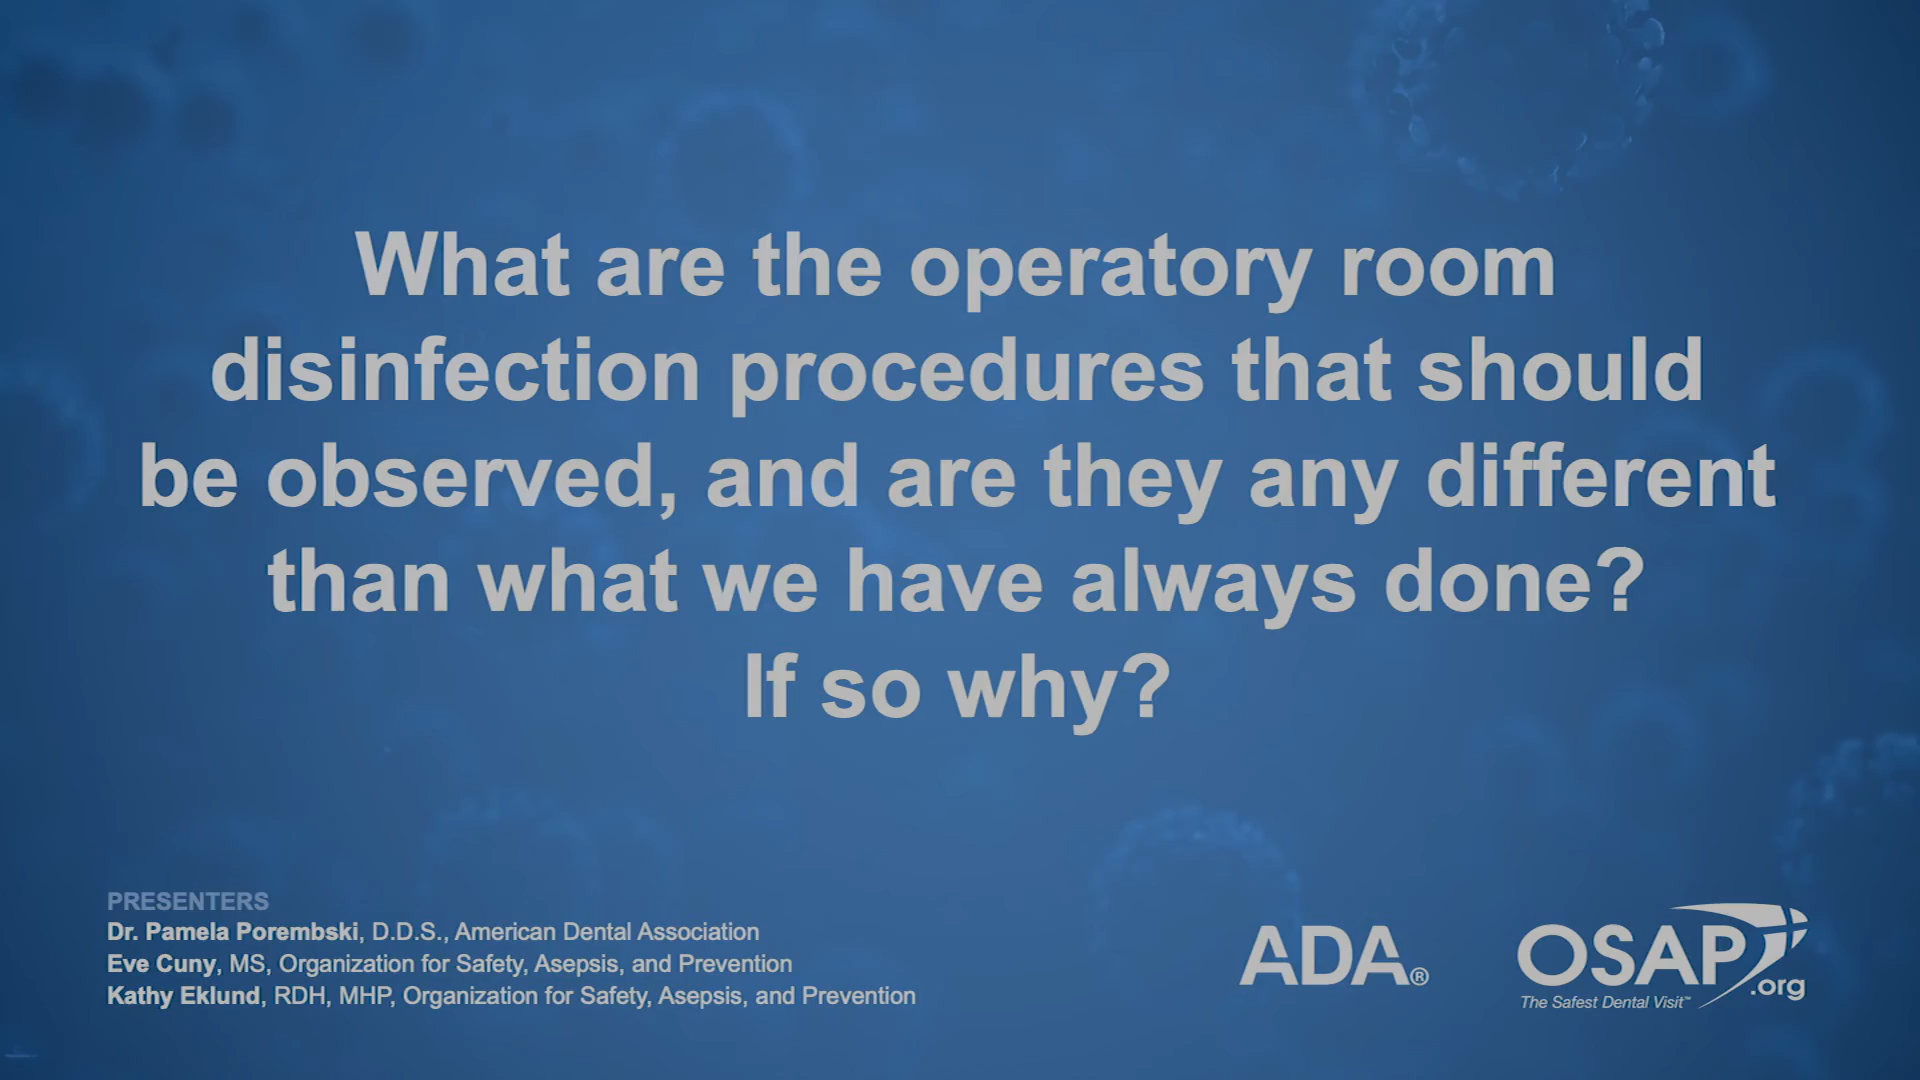 What are the operatory room
disinfection procedures that should
be observed, and are they any different
than what we have always done?
If so why?
PRESENTERS
Dr. Pamela Porembski, D.D.S., American Dental Association
Eve Cuny, MS, Organization for Safety, Asepsis, and Prevention
Kathy Eklund, RDH, MHP, Organization for Safety, Asepsis, and Prevention
ADA®
OSAP.org
The Safest Dental Visit™